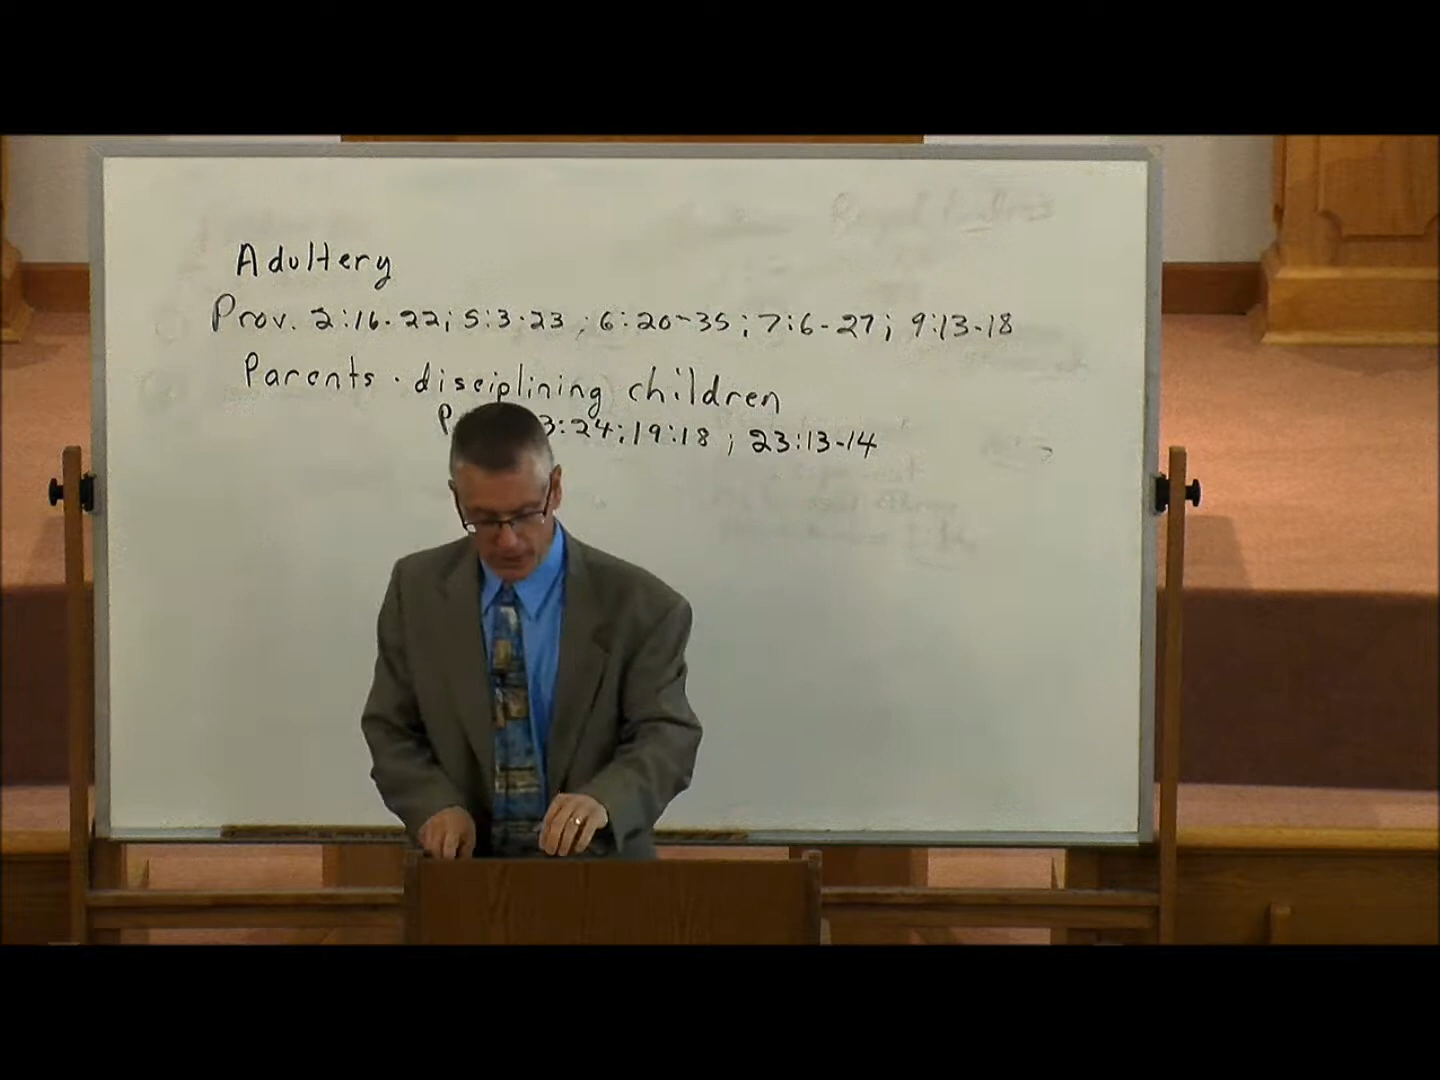 Adultery
Prov. 2:16-22; 5:3-23; 6:20-35; 7:6-27; 9:13-18
Parents - disciplining children
3:24; 19:18; 23:13-14